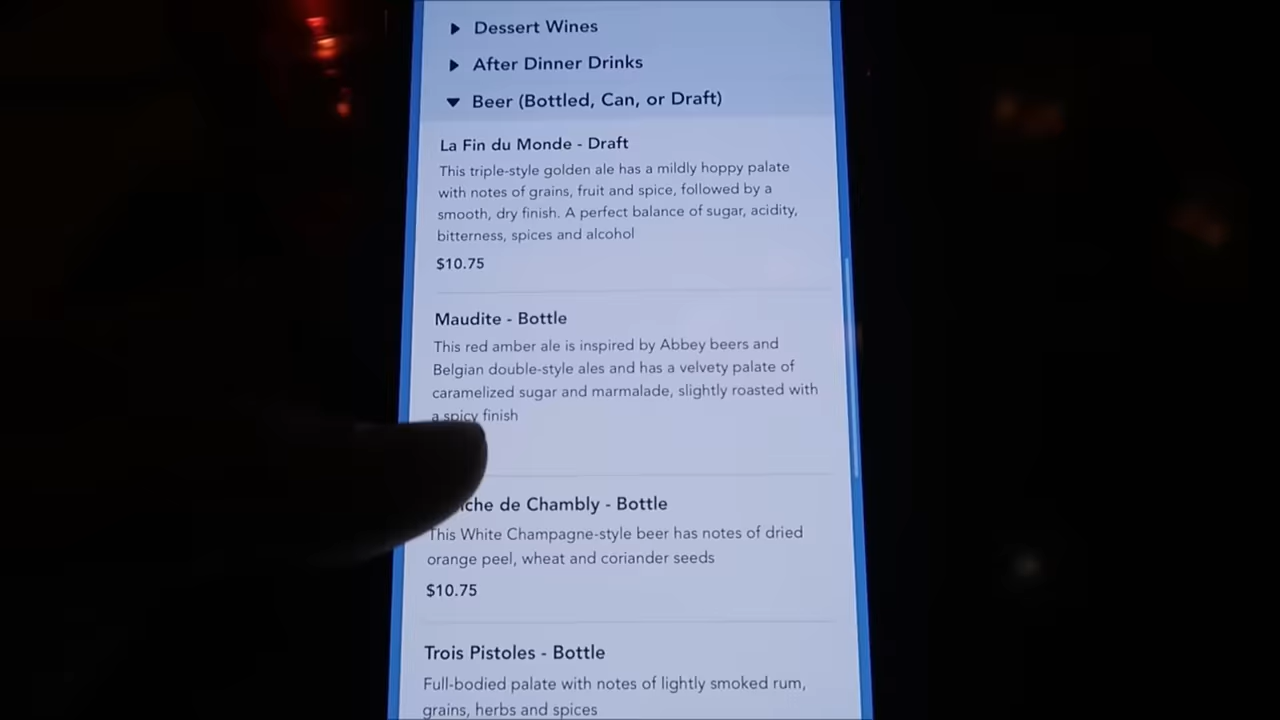 Dessert Wines
After Dinner Drinks
Beer (Bottled, Can, or Draft)
La Fin du Monde - Draft
This triple-style golden ale has a mildly hoppy palate
with notes of grains, fruit and spice, followed by a
smooth, dry finish. A perfect balance of sugar, acidity,
bitterness, spices and alcohol
$10.75
Maudite - Bottle
This red amber ale is inspired by Abbey beers and
Belgian double-style ales and has a velvety palate of
caramelized sugar and marmalade, slightly roasted with
a spicy finish
de Chambly - Bottle
This White Champagne-style beer has notes of dried
orange peel, wheat and coriander seeds
$10.75
Trois Pistoles - Bottle
Full-bodied palate with notes of lightly smoked rum,
grains, herbs and spices